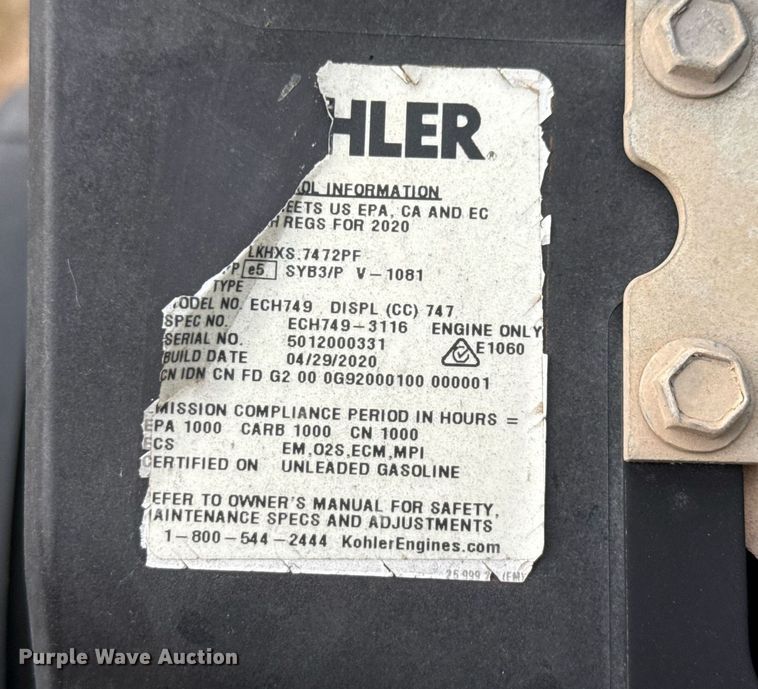 HLER®
OL INFORMATION
EETS US EPA, CA AND EC
H REGS FOR 2020
LKHXS.7472PF
P e5 SYB3/P V-1081
TYPE
ODEL NO. ECH749 DISPL (CC) 747
SPEC NO. ECH749-3116 ENGINE ONLY
SERIAL NO. 5012000331
BUILD DATE 04/29/2020 E1060
CN IDN CN FD G2 00 0G92000100 000001
MISSION COMPLIANCE PERIOD IN HOURS =
EPA 1000 CARB 1000 CN 1000
ECS EM,O2S,ECM,MPI
CERTIFIED ON UNLEADED GASOLINE
EFER TO OWNER'S MANUAL FOR SAFETY,
AINTENANCE SPECS AND ADJUSTMENTS
1-800-544-2444 KohlerEngines.com
Purple Wave Auction